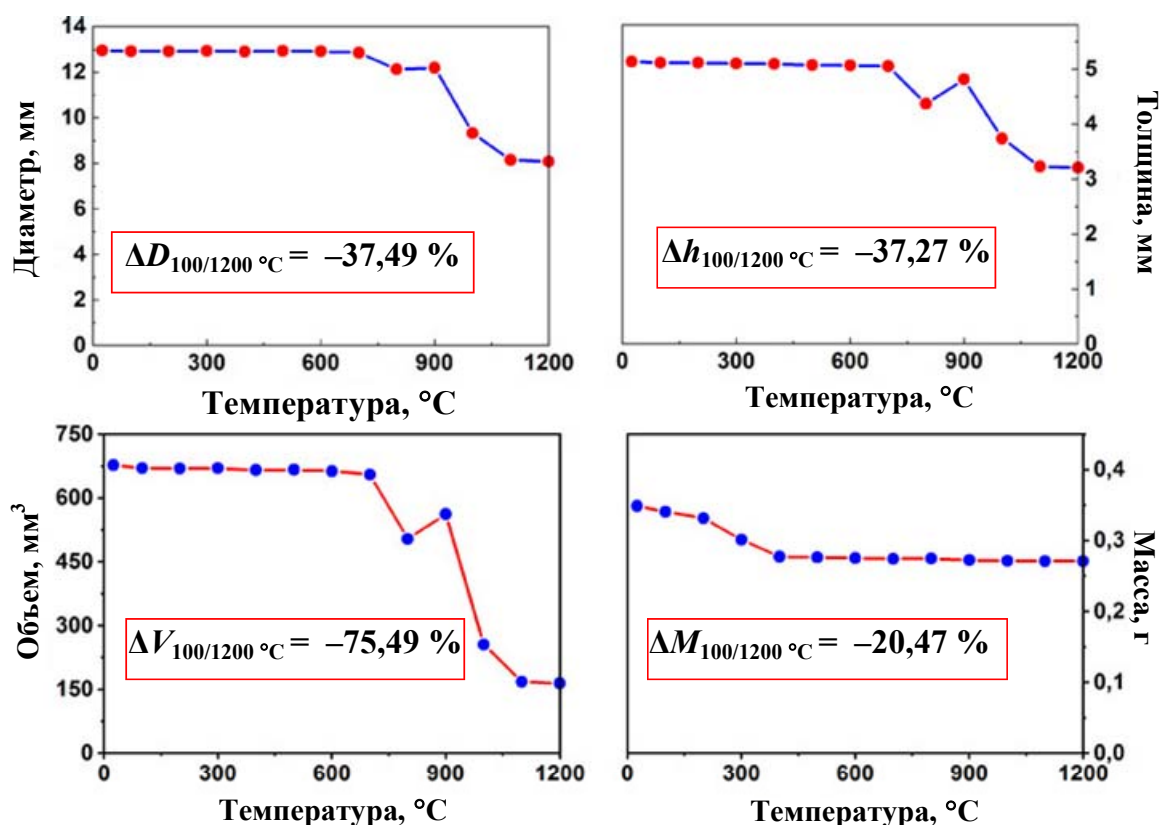 14
12
10
8
6
4
2
0
Диаметр, мм
ΔD100/1200 °C = –37,49 %
0 300 600 900 1200
Температура, °C
5
4
3
2
1
0
Толщина, мм
Δh100/1200 °C = –37,27 %
0 300 600 900 1200
Температура, °C
750
600
450
300
150
0
Объем, мм³
ΔV100/1200 °C = –75,49 %
0 300 600 900 1200
Температура, °C
0,4
0,3
0,2
0,1
0,0
Масса, г
ΔM100/1200 °C = –20,47 %
0 300 600 900 1200
Температура, °C